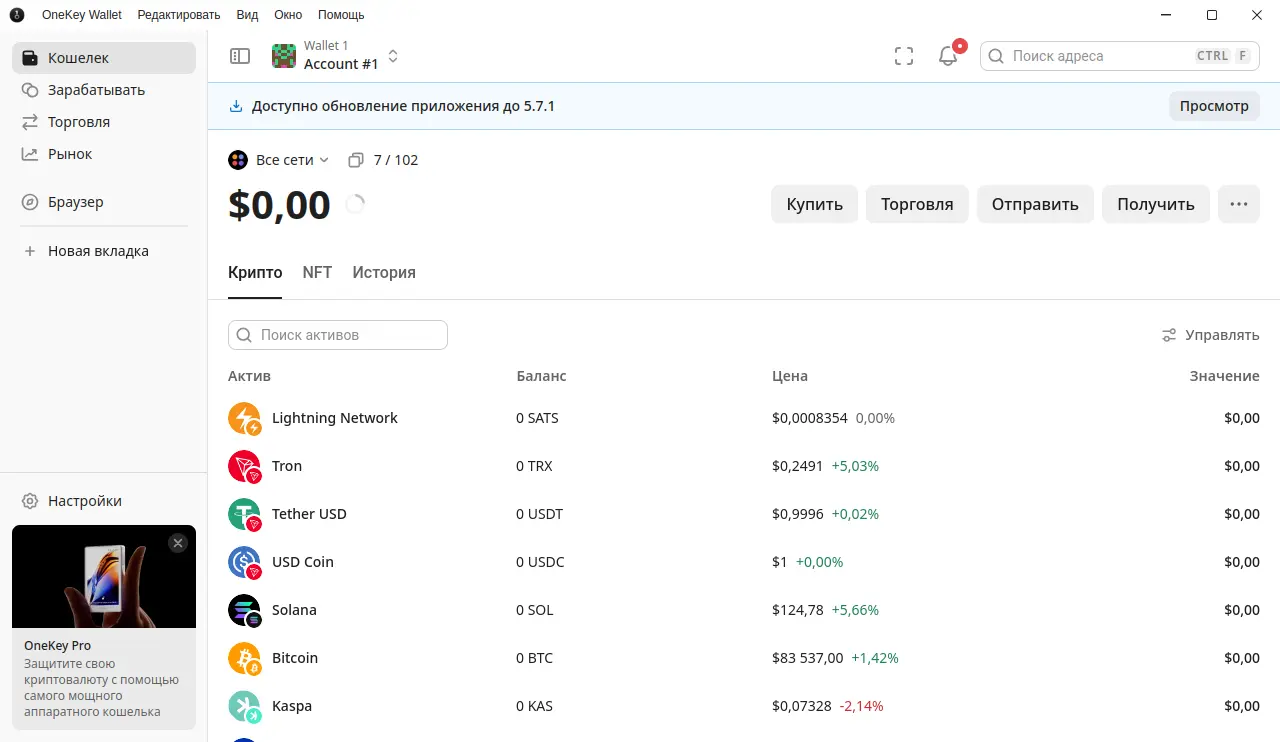 OneKey Wallet Редактировать Вид Окно Помощь
Кошелек
Зарабатывать
Торговля
Рынок
Браузер
Новая вкладка
Настройки
OneKey Pro
Защитите свою
криптовалюту с помощью
самого мощного
аппаратного кошелька
Wallet 1
Account #1
Поиск адреса CTRL F
Доступно обновление приложения до 5.7.1 Просмотр
Все сети 7 / 102
$0,00
Купить Торговля Отправить Получить
Крипто NFT История
Поиск активов Управлять
Актив Баланс Цена Значение
Lightning Network 0 SATS $0,0008354 0,00% $0,00
Tron 0 TRX $0,2491 +5,03% $0,00
Tether USD 0 USDT $0,9996 +0,02% $0,00
USD Coin 0 USDC $1 +0,00% $0,00
Solana 0 SOL $124,78 +5,66% $0,00
Bitcoin 0 BTC $83 537,00 +1,42% $0,00
Kaspa 0 KAS $0,07328 -2,14% $0,00